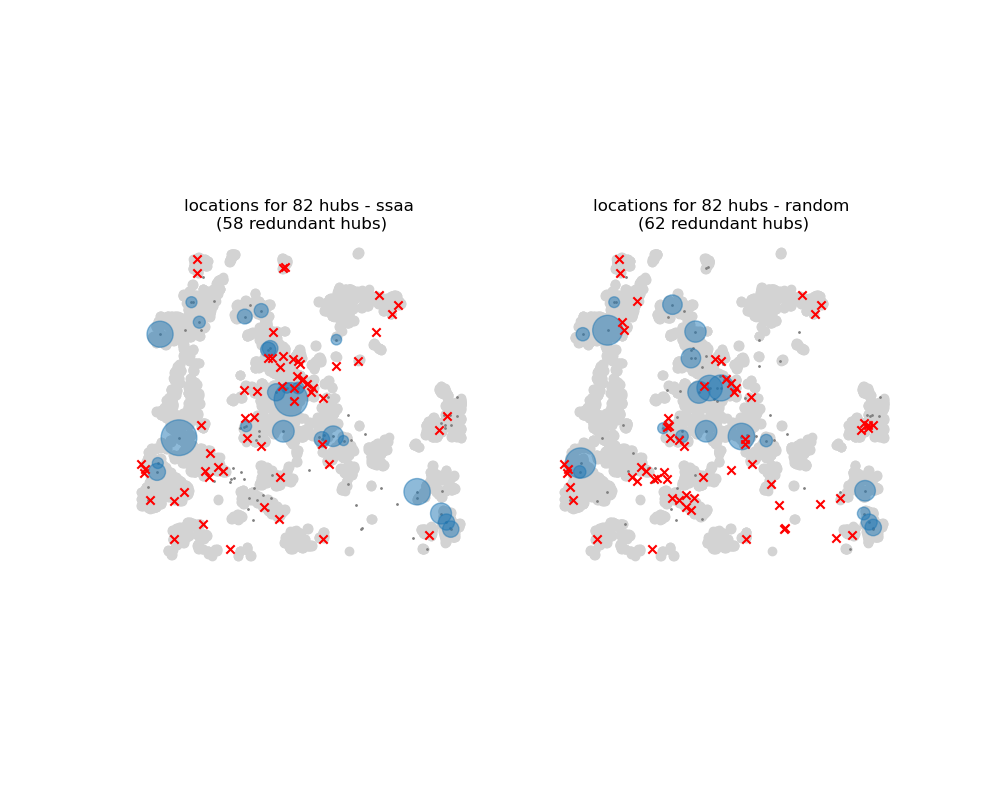 locations for 82 hubs - ssaa
(58 redundant hubs)
locations for 82 hubs - random
(62 redundant hubs)